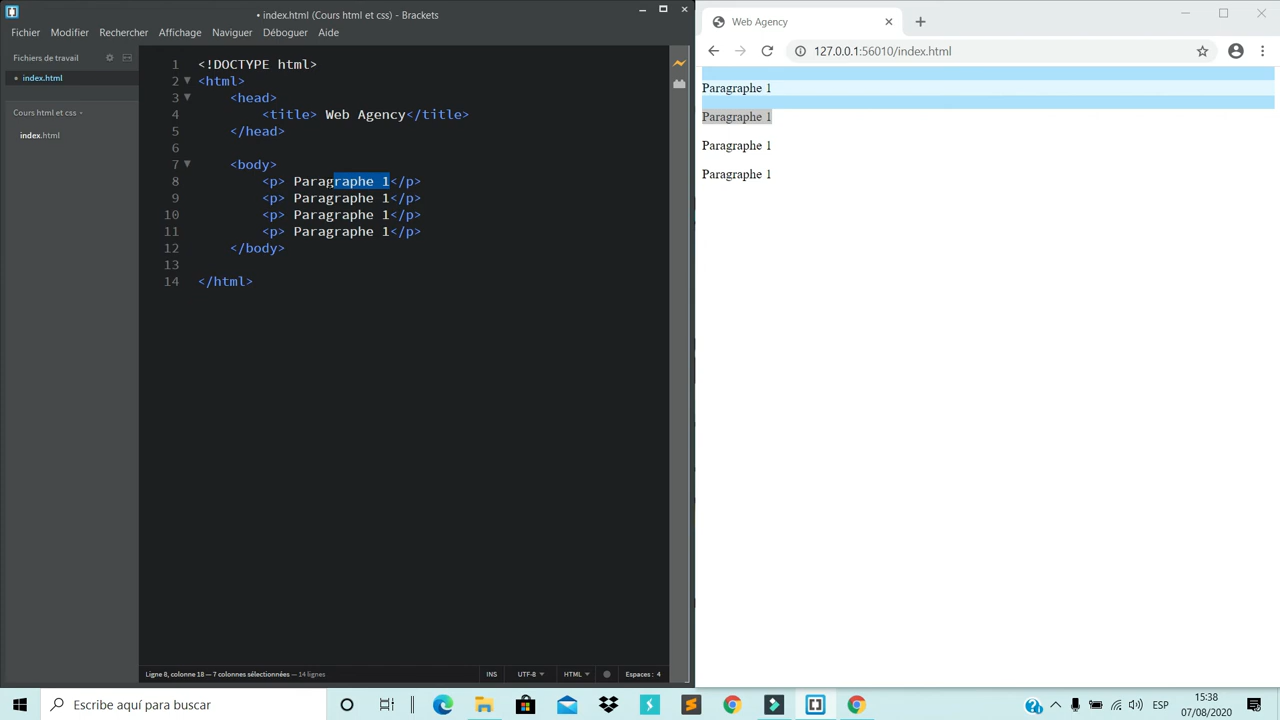 • index.html (Cours html et css) - Brackets
Fichier Modifier Rechercher Affichage Naviguer Déboguer Aide
Fichiers de travail
• index.html
Cours html et css
index.html
1 <!DOCTYPE html>
2 <html>
3 <head>
4 <title> Web Agency</title>
5 </head>
6
7 <body>
8 <p> Paragraphe 1</p>
9 <p> Paragraphe 1</p>
10 <p> Paragraphe 1</p>
11 <p> Paragraphe 1</p>
12 </body>
13
14 </html>
Ligne 8, colonne 18 — 7 colonnes sélectionnées — 14 lignes
INS UTF-8 HTML Espaces : 4
Web Agency
127.0.0.1:56010/index.html
Paragraphe 1
Paragraphe 1
Paragraphe 1
Paragraphe 1
Escribe aquí para buscar
ESP
15:38
07/08/2020